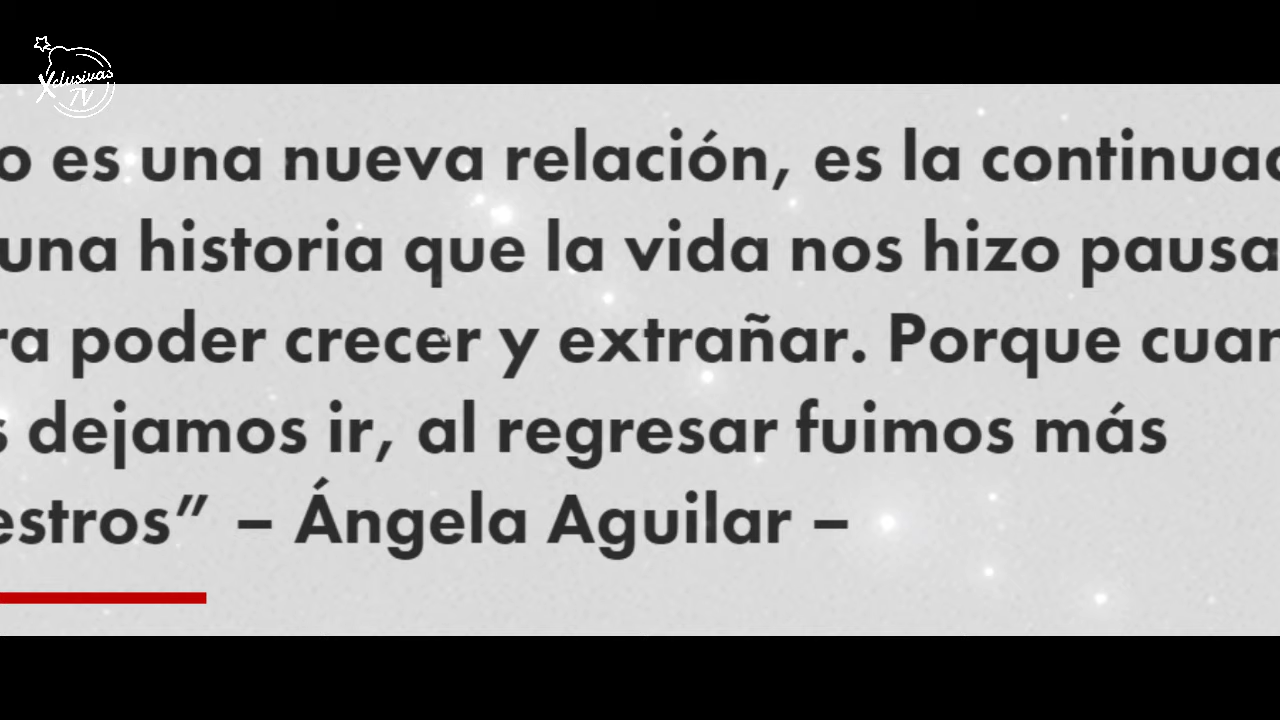 Xclusivas
TV
o es una nueva relación, es la continuac
una historia que la vida nos hizo pausa
ra poder crecer y extrañar. Porque cuan
s dejamos ir, al regresar fuimos más
estros” – Ángela Aguilar –